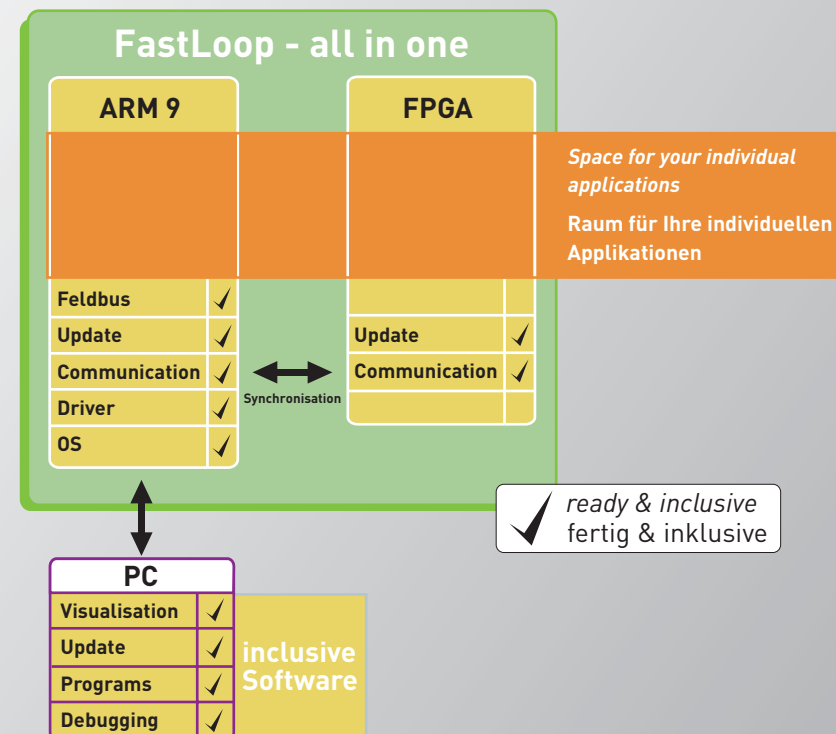 FastLoop - all in one
ARM 9
FPGA
Space for your individual
applications
Raum für Ihre individuellen
Applikationen
Feldbus
Update
Communication
Driver
OS
Synchronisation
Update
Communication
ready & inclusive
fertig & inklusive
PC
Visualisation
Update
Programs
Debugging
inclusive
Software